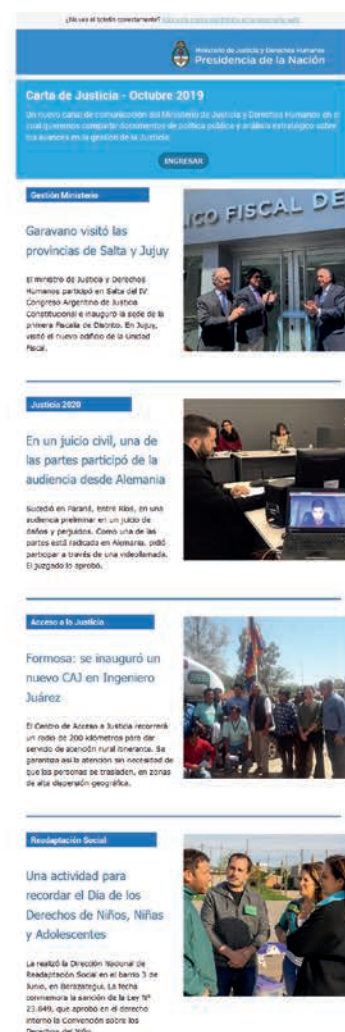 ¿No ves el boletín correctamente?
Ministerio de Justicia y Derechos Humanos
Presidencia de la Nación
Carta de Justicia - Octubre 2019
Un nuevo canal de comunicación del Ministerio de Justicia y Derechos Humanos en el
cual queremos compartir documentos de política pública y análisis estratégico sobre
los avances en la gestión de la Justicia.
INGRESAR
Gestión Ministerio
ICO FISCAL DE
Garavano visitó las
provincias de Salta y Jujuy
El ministro de Justicia y Derechos
Humanos participó en Salta del IV
Congreso Argentino de Justicia
Constitucional e inauguró la sede de la
primera Fiscalía de Distrito. En Jujuy,
visitó el nuevo edificio de la Unidad
Fiscal.
Justicia 2020
En un juicio civil, una de
las partes participó de la
audiencia desde Alemania
Sucedió en Paraná, Entre Ríos, en una
audiencia preliminar en un juicio de
daños y perjuicios. Como una de las
partes está radicada en Alemania, pidió
participar a través de una videollamada.
El juzgado lo aprobó.
Acceso a la Justicia
Formosa: se inauguró un
nuevo CAJ en Ingeniero
Juárez
El Centro de Acceso a Justicia recorrerá
un radio de 200 kilómetros para dar
servicio de atención rural itinerante. Se
garantiza así la atención sin necesidad de
que las personas se trasladen, en zonas
de alta dispersión geográfica.
Readaptación Social
Una actividad para
recordar el Día de los
Derechos de Niños, Niñas
y Adolescentes
La realizó la Dirección Nacional de
Readaptación Social en el barrio 3 de
Junio, en Berazategui. La fecha
conmemora la sanción de la Ley N°
23.849, que aprobó en el derecho
interno la Convención sobre los
Derechos del Niño.